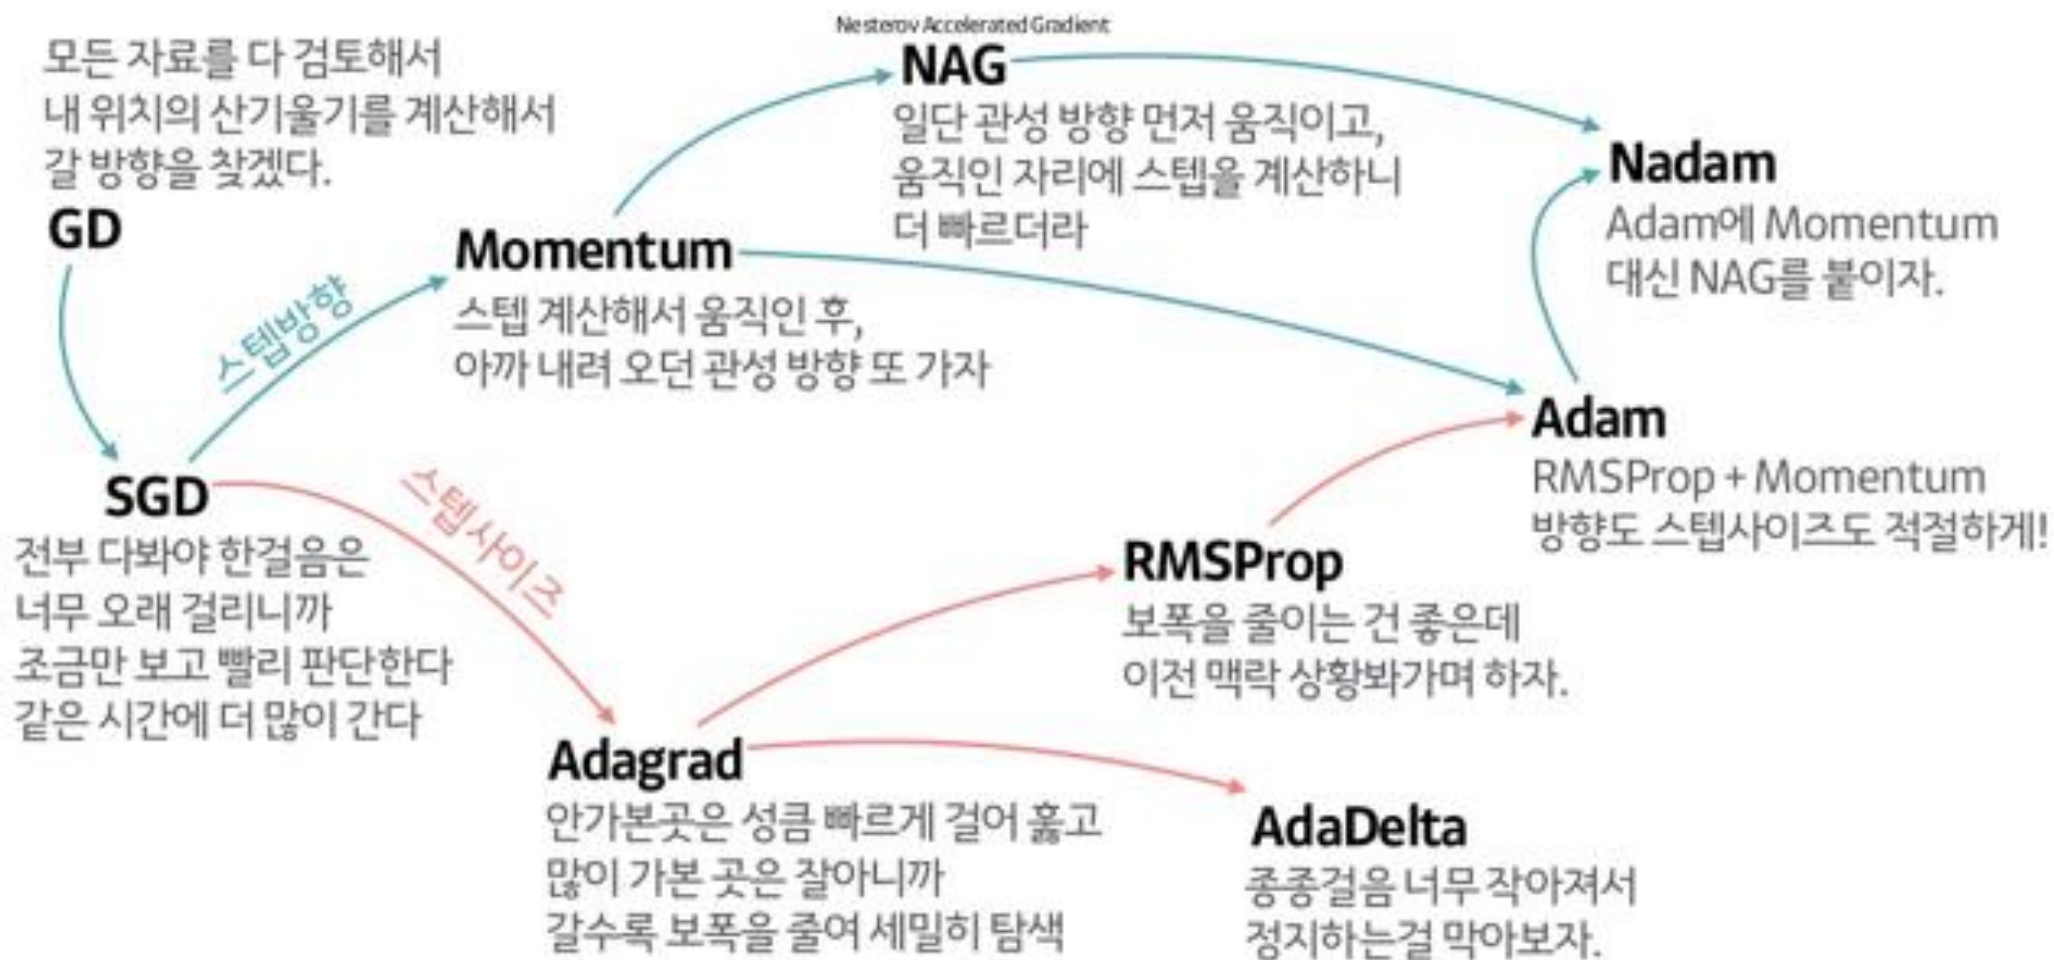 모든 자료를 다 검토해서
내 위치의 산기울기를 계산해서
갈 방향을 찾겠다.
GD
스텝방향
SGD
전부 다봐야 한걸음은
너무 오래 걸리니까
조금만 보고 빨리 판단한다
같은 시간에 더 많이 간다
Momentum
스텝 계산해서 움직인 후,
아까 내려 오던 관성 방향 또 가자
Nesterov Accelerated Gradient
NAG
일단 관성 방향 먼저 움직이고,
움직인 자리에 스텝을 계산하니
더 빠르더라
Nadam
Adam에 Momentum
대신 NAG를 붙이자.
Adam
RMSProp + Momentum
방향도 스텝사이즈도 적절하게!
스텝사이즈
Adagrad
안가본곳은 성큼 빠르게 걸어 훓고
많이 가본 곳은 잘아니까
갈수록 보폭을 줄여 세밀히 탐색
RMSProp
보폭을 줄이는 건 좋은데
이전 맥락 상황봐가며 하자.
AdaDelta
종종걸음 너무 작아져서
정지하는걸 막아보자.